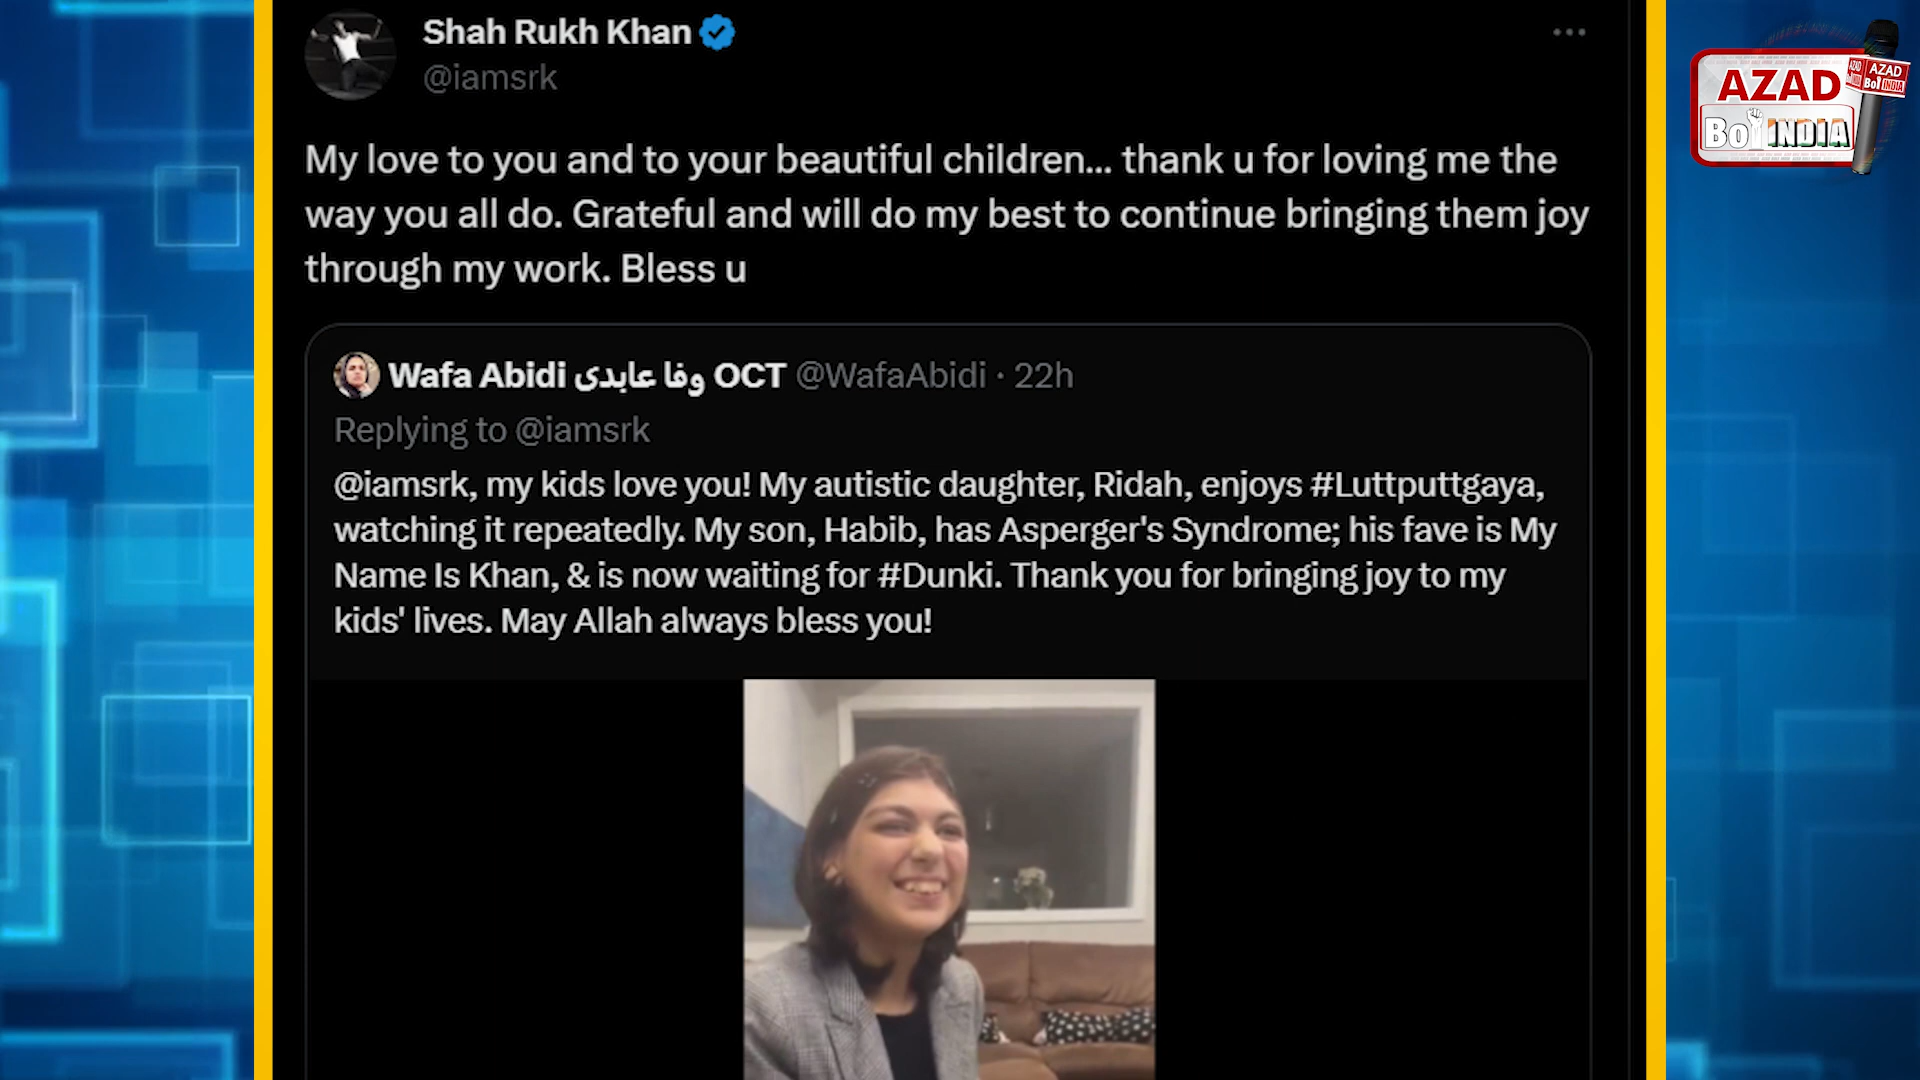 Shah Rukh Khan
@iamsrk
My love to you and to your beautiful children... thank u for loving me the
way you all do. Grateful and will do my best to continue bringing them joy
through my work. Bless u
Wafa Abidi وفا عابدی OCT @WafaAbidi · 22h
Replying to @iamsrk
@iamsrk, my kids love you! My autistic daughter, Ridah, enjoys #Luttputtgaya,
watching it repeatedly. My son, Habib, has Asperger's Syndrome; his fave is My
Name Is Khan, & is now waiting for #Dunki. Thank you for bringing joy to my
kids' lives. May Allah always bless you!
AZAD
Bol INDIA
AZAD
Bol INDIA
AZAD